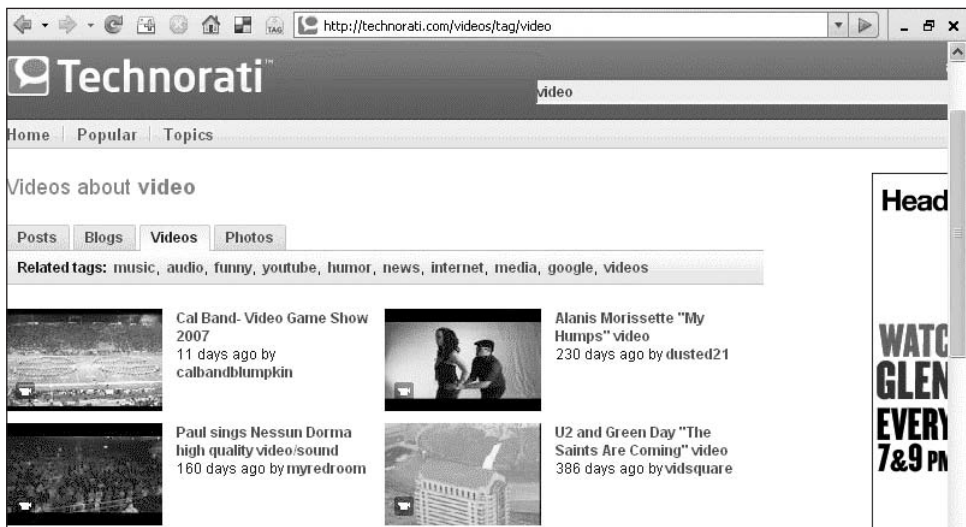 TAG
http://technorati.com/videos/tag/video
Technorati™
video
Home | Popular | Topics
Videos about video
Posts Blogs Videos Photos
Related tags: music, audio, funny, youtube, humor, news, internet, media, google, videos
Cal Band- Video Game Show
2007
11 days ago by
calbandblumpkin
Alanis Morissette "My
Humps" video
230 days ago by dusted21
Paul sings Nessun Dorma
high quality video/sound
160 days ago by myredroom
U2 and Green Day "The
Saints Are Coming" video
386 days ago by vidsquare
Head
WATC
GLEN
EVERY
7&9 PM